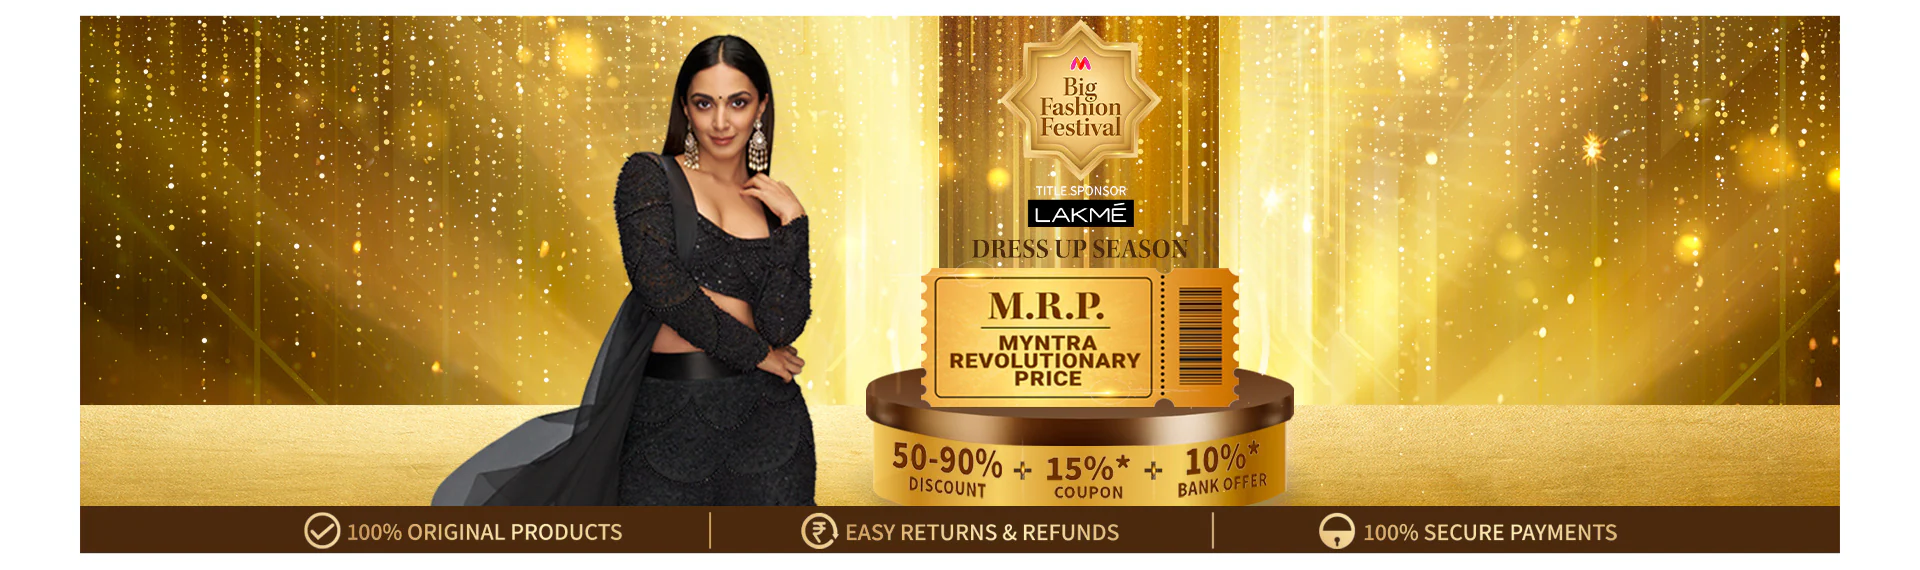 Big
Fashion
Festival
TITLE SPONSOR
LAKMÉ
DRESS UP SEASON
M.R.P.
MYNTRA
REVOLUTIONARY
PRICE
50-90% + 15%* + 10%*
DISCOUNT COUPON BANK OFFER
100% ORIGINAL PRODUCTS
EASY RETURNS & REFUNDS
100% SECURE PAYMENTS